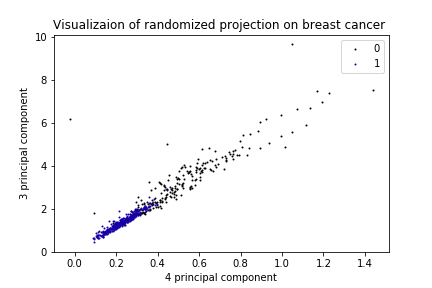 Visualizaion of randomized projection on breast cancer
10
8
6
4
2
0
3 principal component
0
1
0.0 0.2 0.4 0.6 0.8 1.0 1.2 1.4
4 principal component